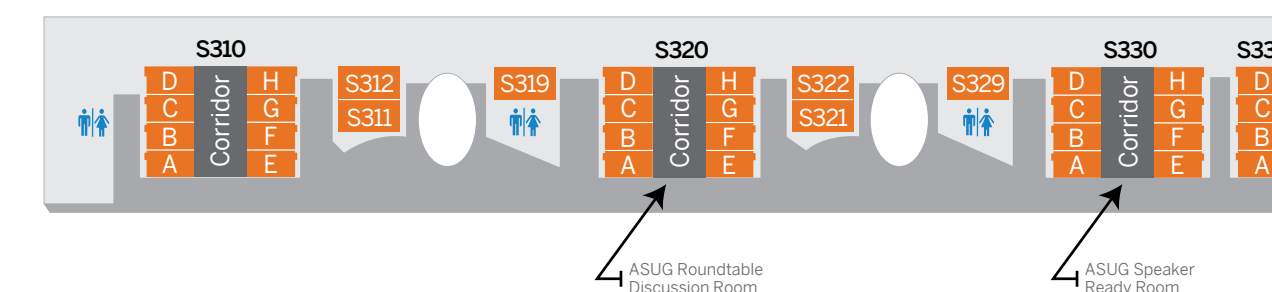 S310
D
C
B
A
Corridor
H
G
F
E
S312
S311
S319
S320
D
C
B
A
Corridor
H
G
F
E
S322
S321
S329
S330
D
C
B
A
Corridor
H
G
F
E
D
C
B
A
ASUG Roundtable
Discussion Room
ASUG Speaker
Ready Room